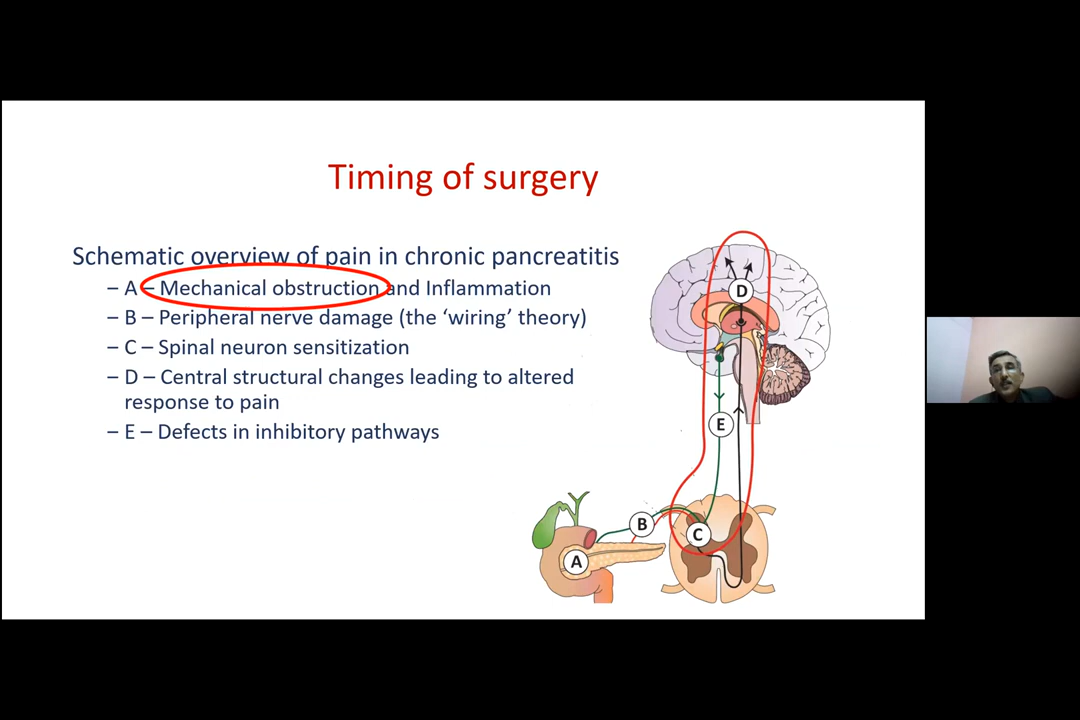 Timing of surgery
Schematic overview of pain in chronic pancreatitis
– A – Mechanical obstruction and Inflammation
– B – Peripheral nerve damage (the ‘wiring’ theory)
– C – Spinal neuron sensitization
– D – Central structural changes leading to altered
response to pain
– E – Defects in inhibitory pathways
D
E
B
C
A